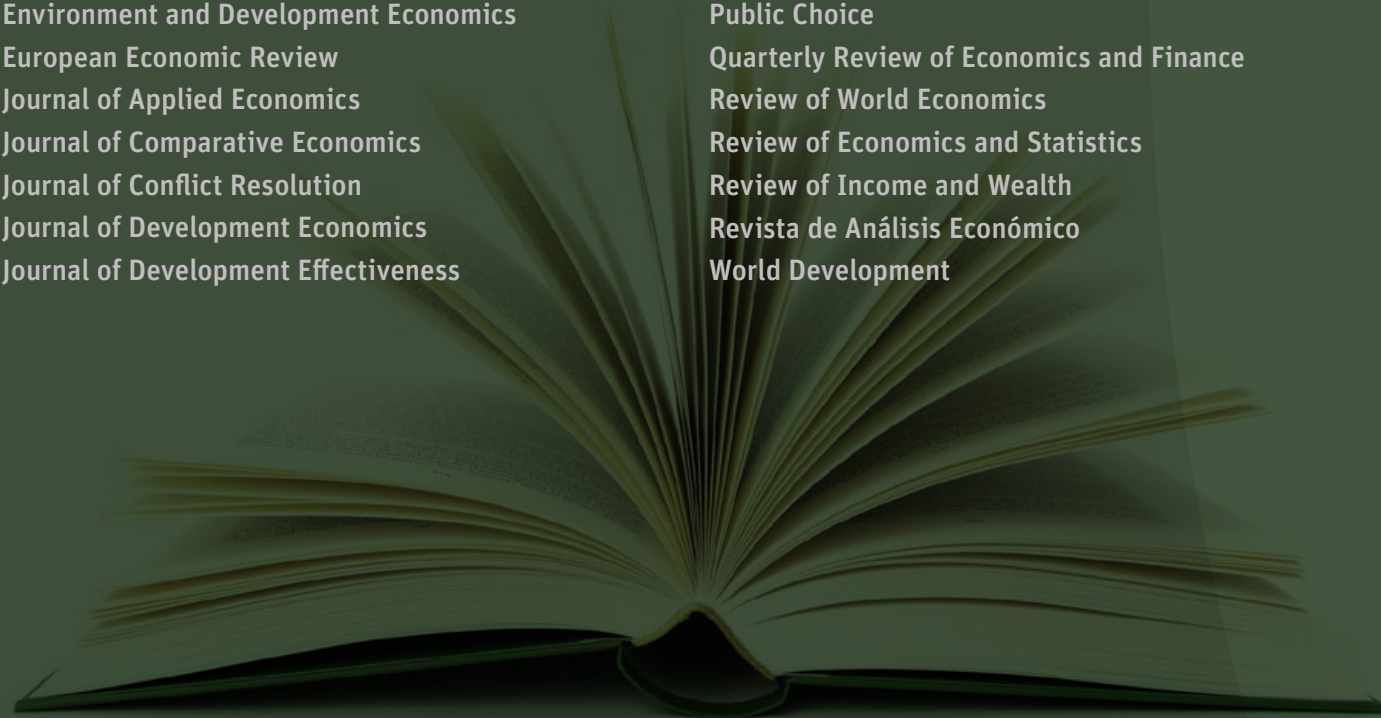 Environment and Development Economics
European Economic Review
Journal of Applied Economics
Journal of Comparative Economics
Journal of Conflict Resolution
Journal of Development Economics
Journal of Development Effectiveness
Public Choice
Quarterly Review of Economics and Finance
Review of World Economics
Review of Economics and Statistics
Review of Income and Wealth
Revista de Análisis Económico
World Development